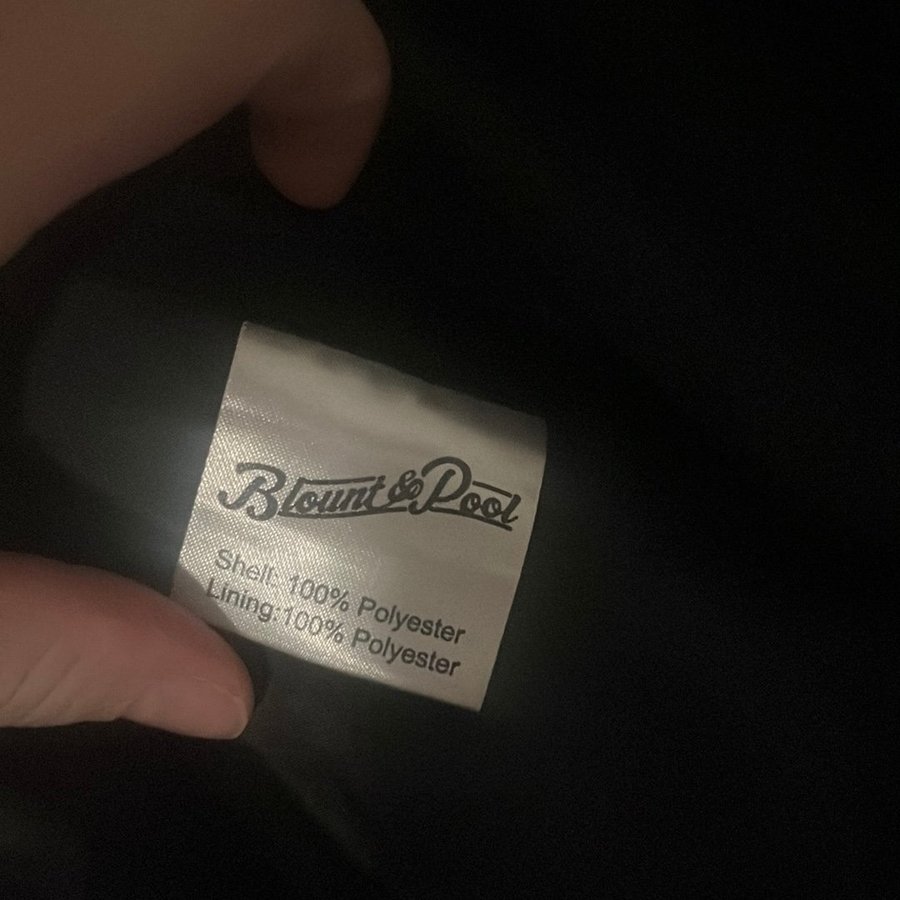 Blount & Pool
Shell: 100% Polyester
Lining:100% Polyester